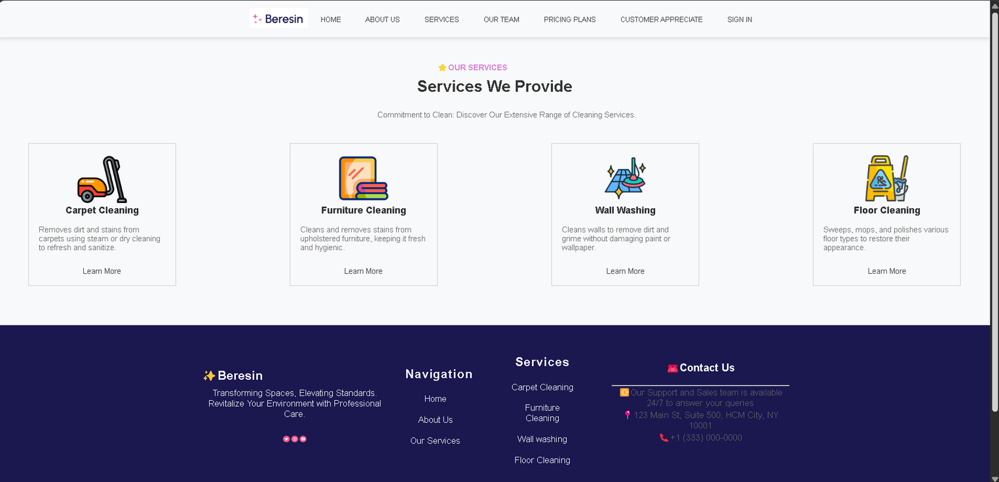 Beresin
HOME
ABOUT US
SERVICES
OUR TEAM
PRICING PLANS
CUSTOMER APPRECIATE
SIGN IN
OUR SERVICES
Services We Provide
Commitment to Clean: Discover Our Extensive Range of Cleaning Services.
Carpet Cleaning
Removes dirt and stains from
carpets using steam or dry cleaning
to refresh and sanitize.
Learn More
Furniture Cleaning
Cleans and removes stains from
upholstered furniture, keeping it fresh
and hygienic.
Learn More
Wall Washing
Cleans walls to remove dirt and
grime without damaging paint or
wallpaper.
Learn More
Floor Cleaning
Sweeps, mops, and polishes various
floor types to restore their
appearance.
Learn More
Beresin
Transforming Spaces, Elevating Standards.
Revitalize Your Environment with Professional
Care.
Navigation
Home
About Us
Our Services
Services
Carpet Cleaning
Furniture
Cleaning
Wall washing
Floor Cleaning
Contact Us
Our Support and Sales team is available
24/7 to answer your queries
123 Main St, Suite 500, HCM City, NY
10001
+1 (333) 000-0000